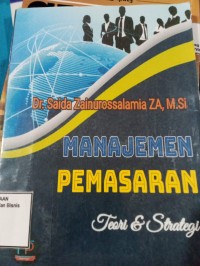 Dr. Saida Zainurossalamia ZA, M.Si
MANAJEMEN
PEMASARAN
Teori & Strategi